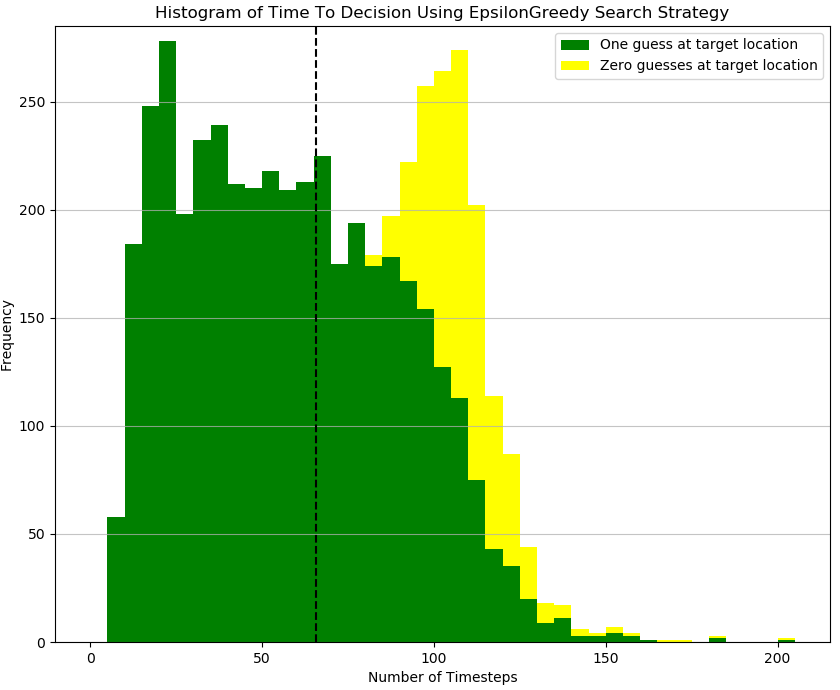 Histogram of Time To Decision Using EpsilonGreedy Search Strategy
One guess at target location
Zero guesses at target location
Frequency
250
200
150
100
50
0
0 50 100 150 200
Number of Timesteps